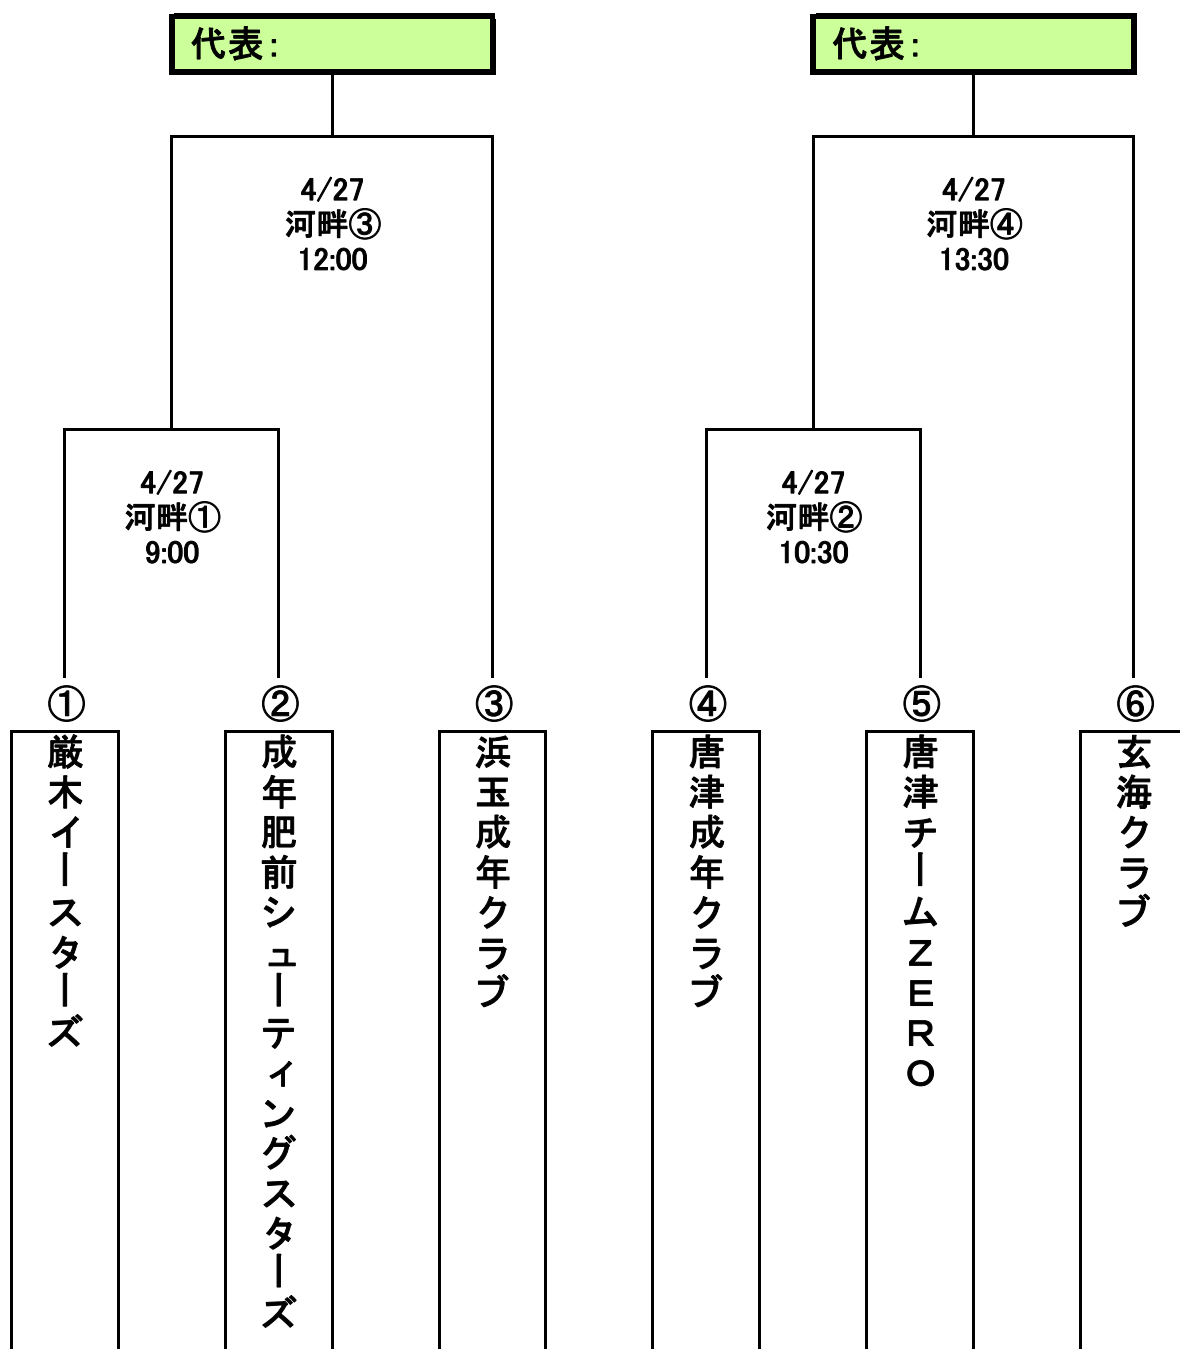 代表：
代表：
4/27
河畔③
12:00
4/27
河畔④
13:30
4/27
河畔①
9:00
4/27
河畔②
10:30
①
②
③
④
⑤
⑥
厳木イースターズ
成年肥前シューティングスターズ
浜玉成年クラブ
唐津成年クラブ
唐津チームＺＥＲＯ
玄海クラブ